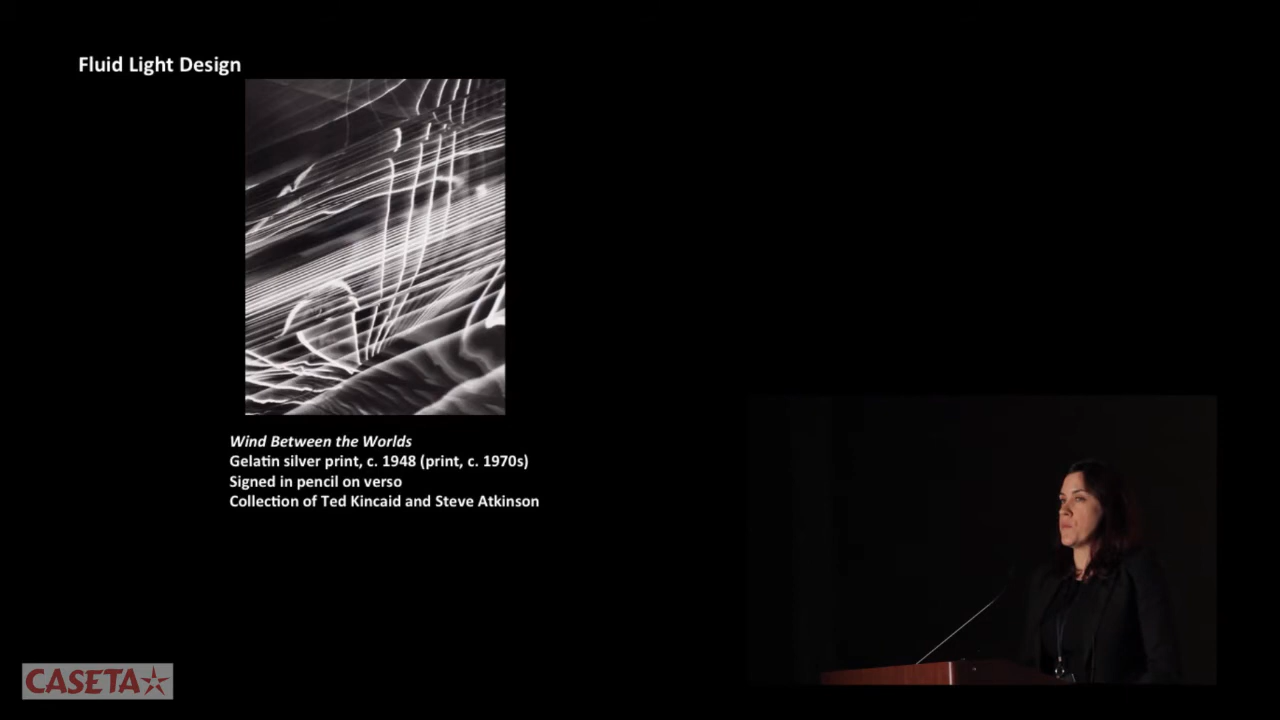 Fluid Light Design
Wind Between the Worlds
Gelatin silver print, c. 1948 (print, c. 1970s)
Signed in pencil on verso
Collection of Ted Kincaid and Steve Atkinson
CASETA